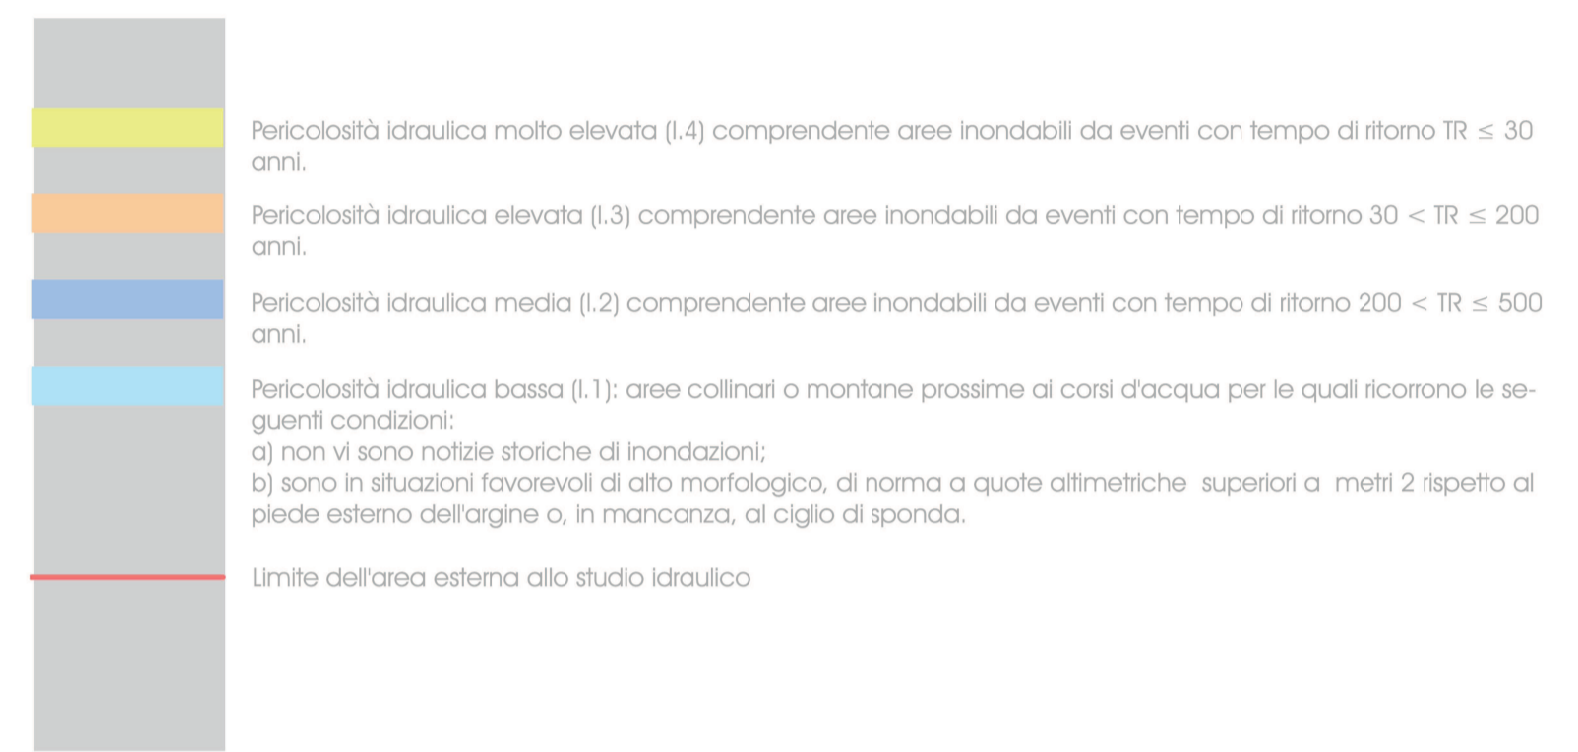 Pericolosità idraulica molto elevata (I.4) comprendente aree inondabili da eventi con tempo di ritorno TR ≤ 30
anni.
Pericolosità idraulica elevata (I.3) comprendente aree inondabili da eventi con tempo di ritorno 30 < TR ≤ 200
anni.
Pericolosità idraulica media (I.2) comprendente aree inondabili da eventi con tempo di ritorno 200 < TR ≤ 500
anni.
Pericolosità idraulica bassa (I.1): aree collinari o montane prossime ai corsi d'acqua per le quali ricorrono le se-
guenti condizioni:
a) non vi sono notizie storiche di inondazioni;
b) sono in situazioni favorevoli di alto morfologico, di norma a quote altimetriche superiori a metri 2 rispetto al
piede esterno dell'argine o, in mancanza, al ciglio di sponda.
Limite dell'area esterna allo studio idraulico